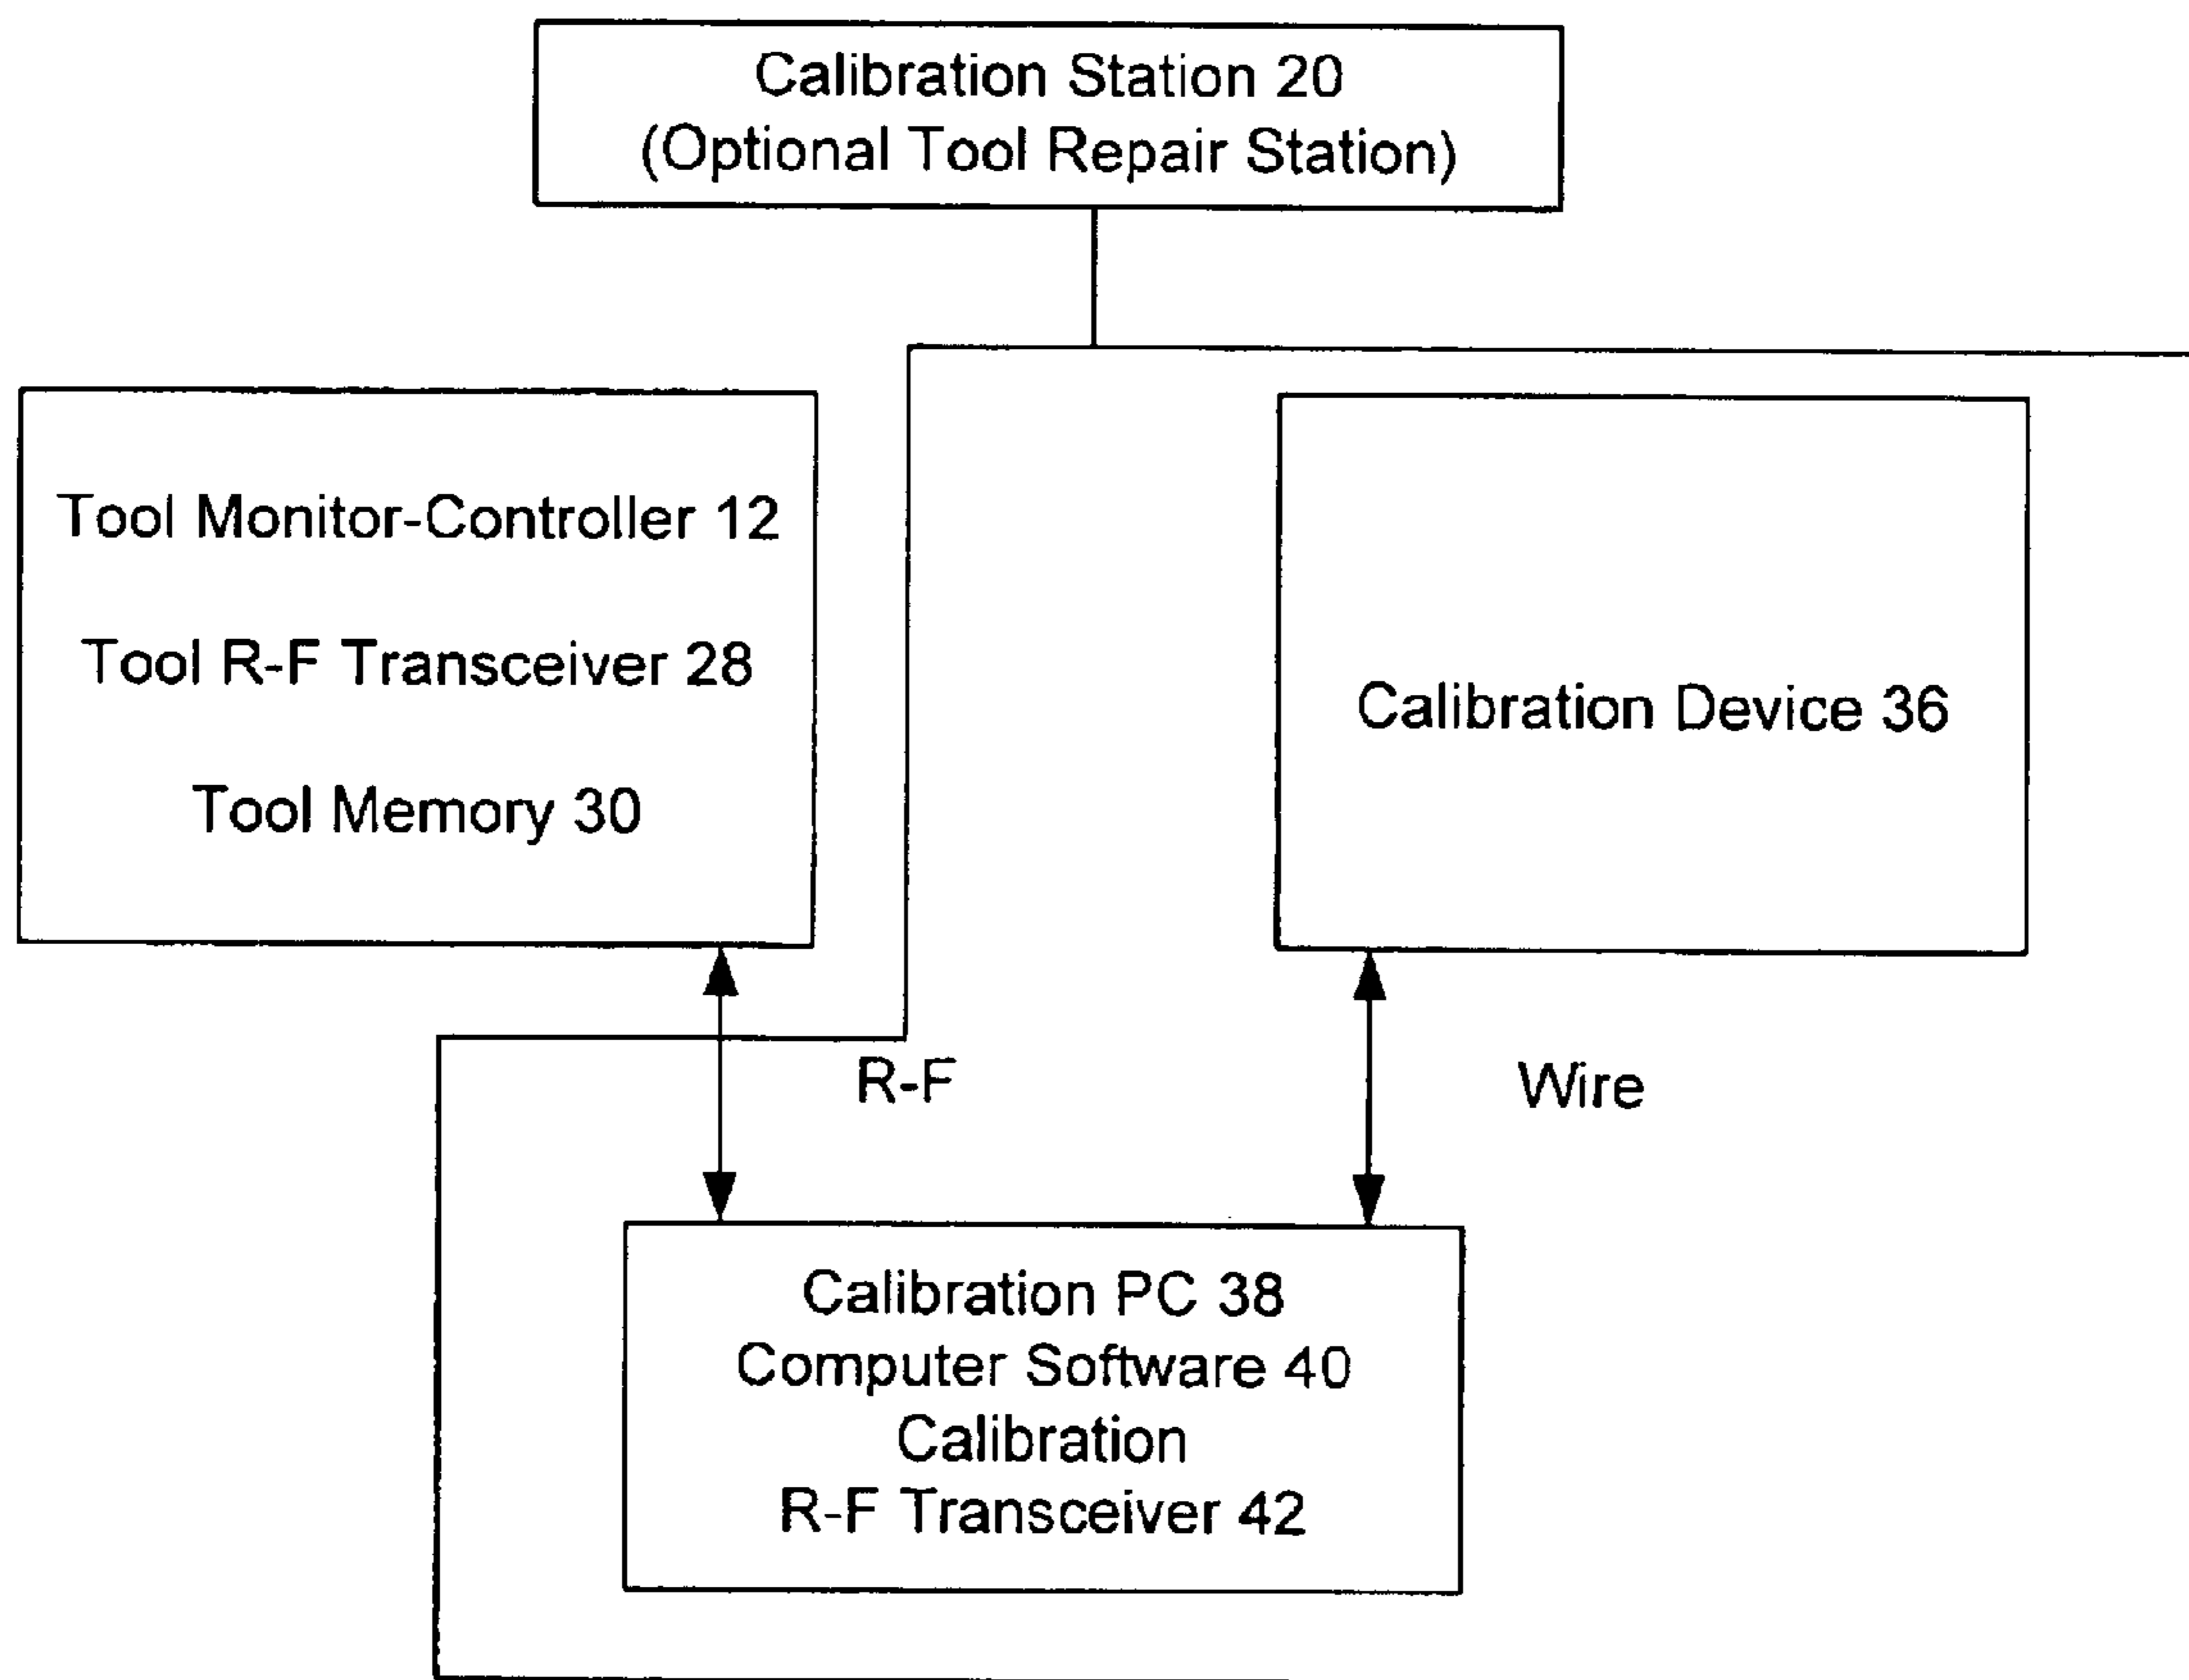 Calibration Station 20
(Optional Tool Repair Station)
Tool Monitor-Controller 12
Tool R-F Transceiver 28
Tool Memory 30
Calibration Device 36
R-F
Wire
Calibration PC 38
Computer Software 40
Calibration
R-F Transceiver 42